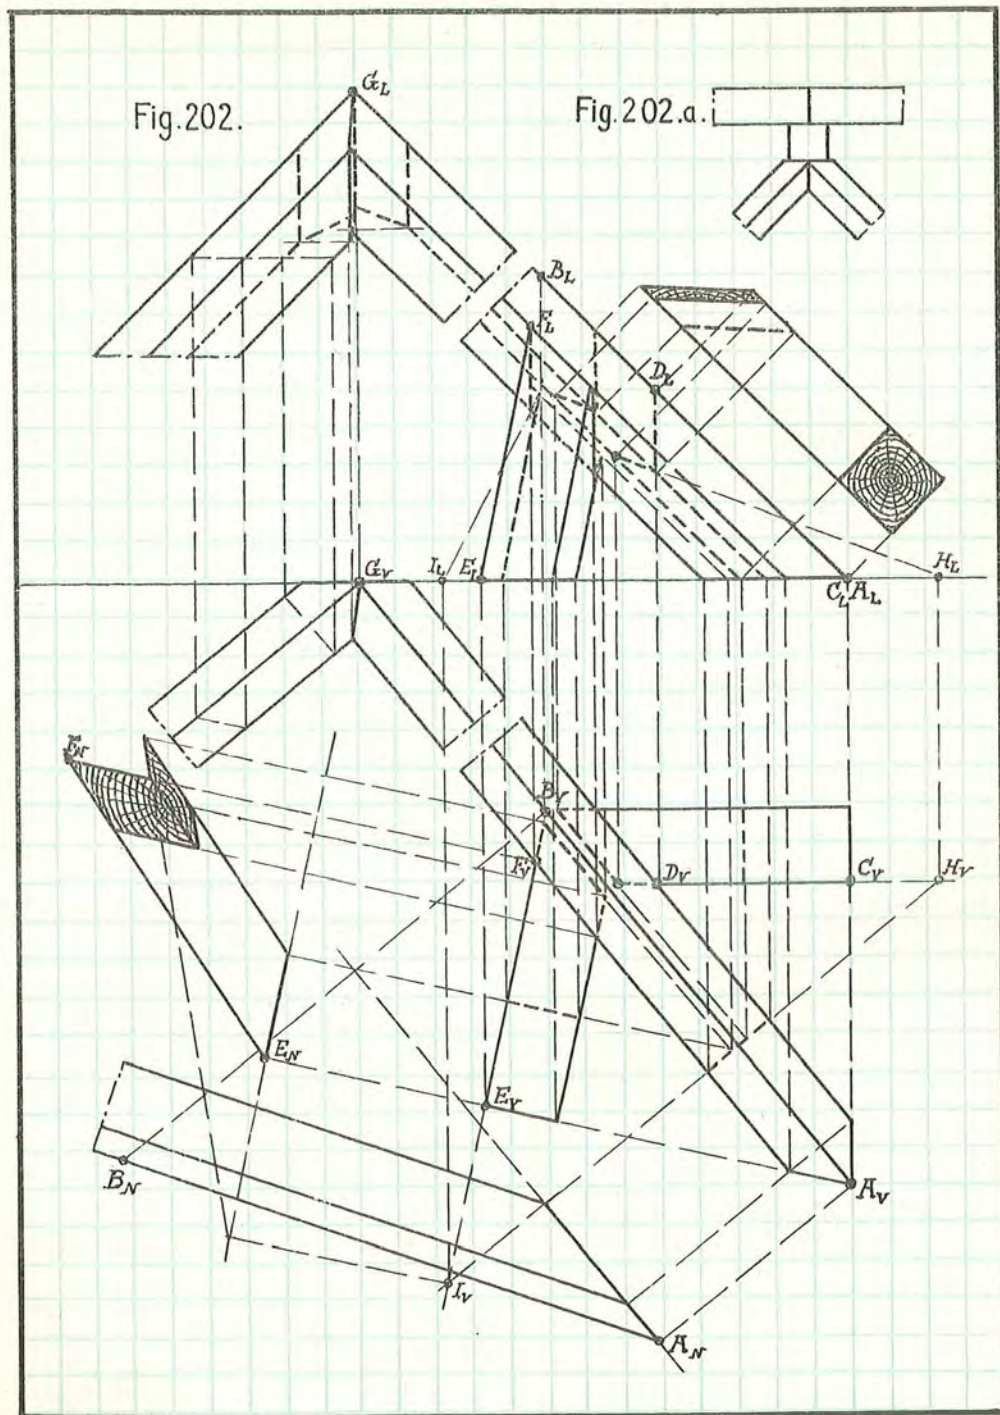 G_L
Fig.202.
Fig.202.a.
B_L
F_L
D_L
G_V
I_L
E_L
C_L A_L
H_L
F_N
B_V
F_V
D_V
C_V
H_V
E_N
E_V
B_N
A_V
I_V
A_N